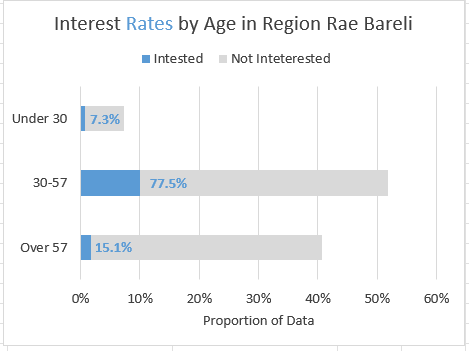 Interest Rates by Age in Region Rae Bareli
Intested Not Inteterested
Under 30 7.3%
30-57 77.5%
Over 57 15.1%
0% 10% 20% 30% 40% 50% 60%
Proportion of Data